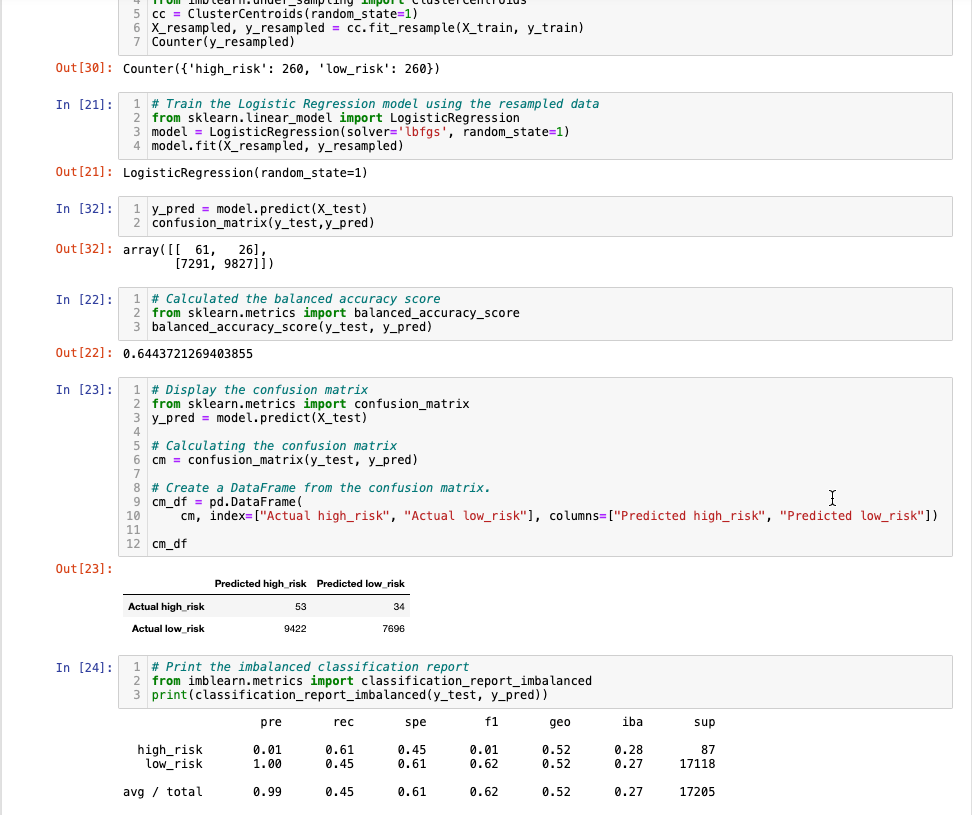 4 from imblearn.under_sampling import ClusterCentroids
5 cc = ClusterCentroids(random_state=1)
6 X_resampled, y_resampled = cc.fit_resample(X_train, y_train)
7 Counter(y_resampled)
Out[30]: Counter({'high_risk': 260, 'low_risk': 260})
In [21]: 1 # Train the Logistic Regression model using the resampled data
2 from sklearn.linear_model import LogisticRegression
3 model = LogisticRegression(solver='lbfgs', random_state=1)
4 model.fit(X_resampled, y_resampled)
Out[21]: LogisticRegression(random_state=1)
In [32]: 1 y_pred = model.predict(X_test)
2 confusion_matrix(y_test,y_pred)
Out[32]: array([[  61,   26],
[7291, 9827]])
In [22]: 1 # Calculated the balanced accuracy score
2 from sklearn.metrics import balanced_accuracy_score
3 balanced_accuracy_score(y_test, y_pred)
Out[22]: 0.6443721269403855
In [23]: 1 # Display the confusion matrix
2 from sklearn.metrics import confusion_matrix
3 y_pred = model.predict(X_test)
4
5 # Calculating the confusion matrix
6 cm = confusion_matrix(y_test, y_pred)
7
8 # Create a DataFrame from the confusion matrix.
9 cm_df = pd.DataFrame(
10     cm, index=["Actual high_risk", "Actual low_risk"], columns=["Predicted high_risk", "Predicted low_risk"])
11
12 cm_df
Out[23]:
Predicted high_risk Predicted low_risk
Actual high_risk 53 34
Actual low_risk 9422 7696
In [24]: 1 # Print the imbalanced classification report
2 from imblearn.metrics import classification_report_imbalanced
3 print(classification_report_imbalanced(y_test, y_pred))
pre rec spe f1 geo iba sup
high_risk 0.01 0.61 0.45 0.01 0.52 0.28 87
low_risk 1.00 0.45 0.61 0.62 0.52 0.27 17118
avg / total 0.99 0.45 0.61 0.62 0.52 0.27 17205